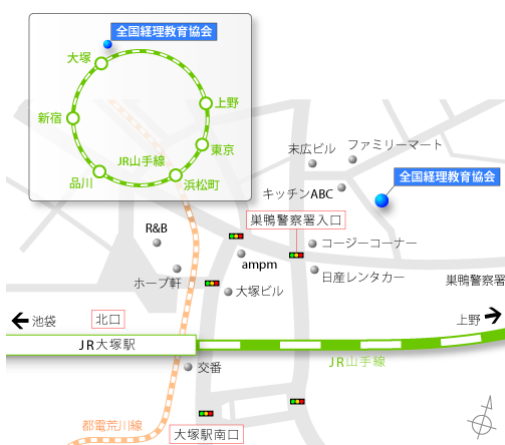 全国経理教育協会
大塚
上野
新宿
JR山手線
東京
品川
浜松町
末広ビル
ファミリーマート
全国経理教育協会
キッチンABC
巣鴨警察署入口
R&B
コージーコーナー
ampm
ホープ軒
日産レンタカー
巣鴨警察署
大塚ビル
池袋
北口
上野
JR大塚駅
JR山手線
交番
都電荒川線
大塚駅南口